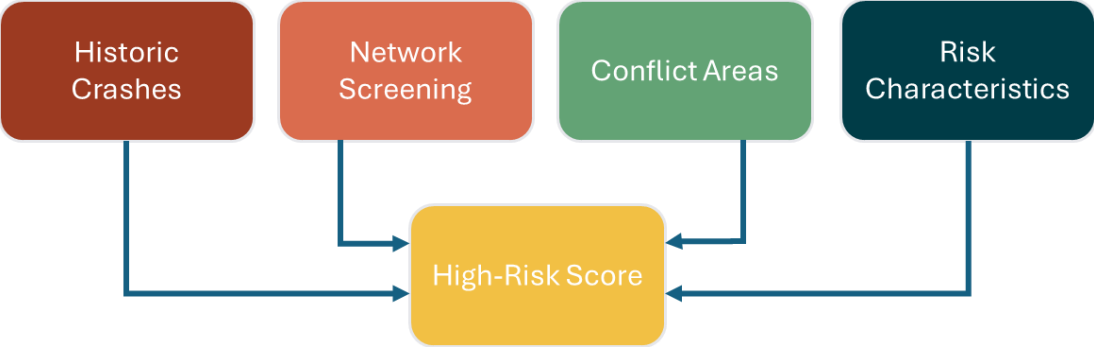 Historic
Crashes
Network
Screening
Conflict Areas
Risk
Characteristics
High-Risk Score